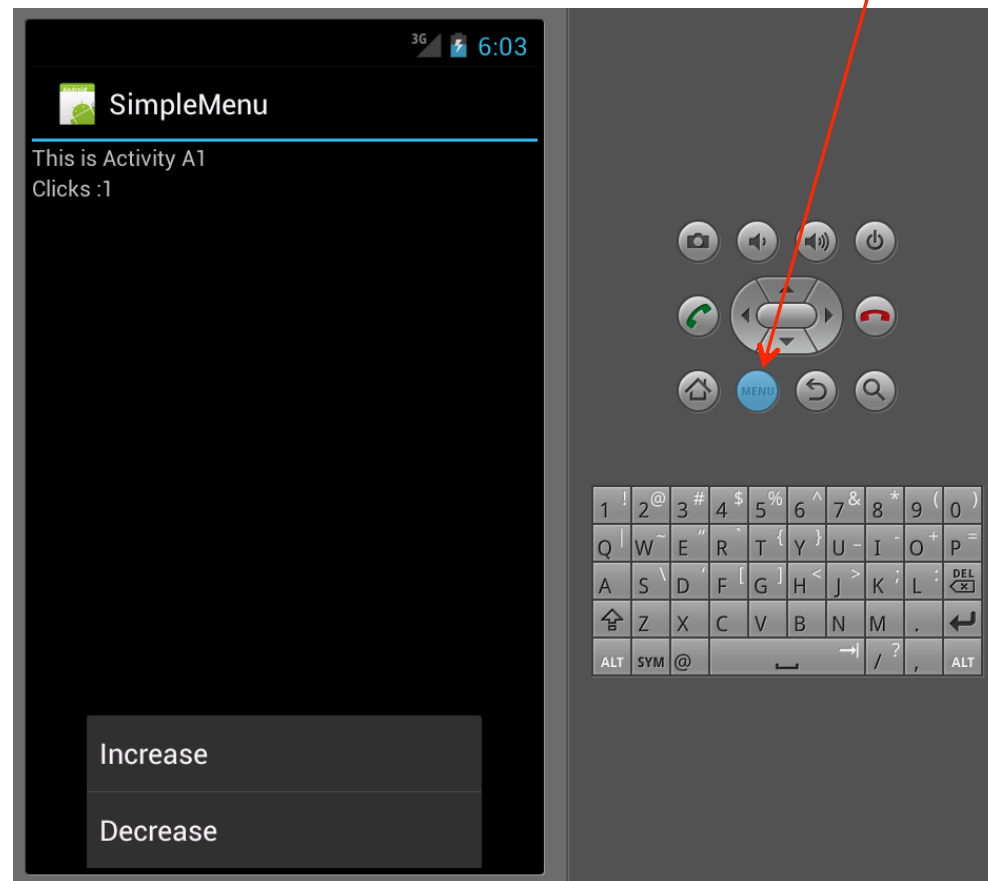 3G 6:03
Android
SimpleMenu
This is Activity A1
Clicks :1
MENU
1 ! 2 @ 3 # 4 $ 5 % 6 ^ 7 & 8 * 9 ( 0 )
Q | W ~ E " R ` T { Y } U _ I - O + P =
A S \ D ' F [ G ] H < J > K ; L : DEL
Z X C V B N M .
ALT SYM @ / ? , ALT
Increase
Decrease